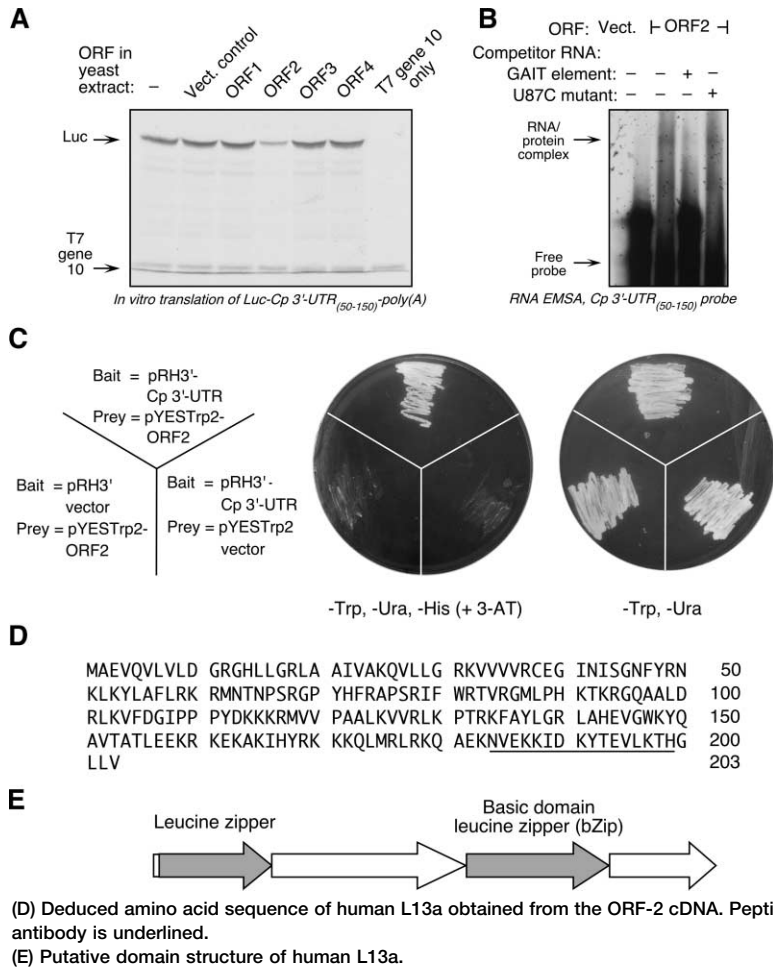 A
ORF in
yeast
extract:
–
Vect. control
ORF1
ORF2
ORF3
ORF4
T7 gene 10
only
Luc
T7
gene
10
In vitro translation of Luc-Cp 3'-UTR(50-150)-poly(A)
B
ORF: Vect. ORF2
Competitor RNA:
GAIT element: – – + –
U87C mutant: – – – +
RNA/
protein
complex
Free
probe
RNA EMSA, Cp 3'-UTR(50-150) probe
C
Bait = pRH3'-
Cp 3'-UTR
Prey = pYESTrp2-
ORF2
Bait = pRH3'
vector
Prey = pYESTrp2-
ORF2
Bait = pRH3'-
Cp 3'-UTR
Prey = pYESTrp2
vector
-Trp, -Ura, -His (+ 3-AT)
-Trp, -Ura
D
MAEVQVLVLD GRGHLLGRLA AIVAKQVLLG RKVVVVRCEG INISGNFYRN 50
KLKYLAFLRK RMNTNPSRGP YHFRAPSRIF WRTVRGMLPH KTKRGQAALD 100
RLKVFDGIPP PYDKKKRMVV PAALKVVRLK PTRKFAYLGR LAHEVGWKYQ 150
AVTATLEEKR KEKAKIHYRK KKQLMRLRKQ AEKNVEKKID KYTEVLKTHG 200
LLV 203
E
Leucine zipper
Basic domain
leucine zipper (bZip)
(D) Deduced amino acid sequence of human L13a obtained from the ORF-2 cDNA. Pepti
antibody is underlined.
(E) Putative domain structure of human L13a.